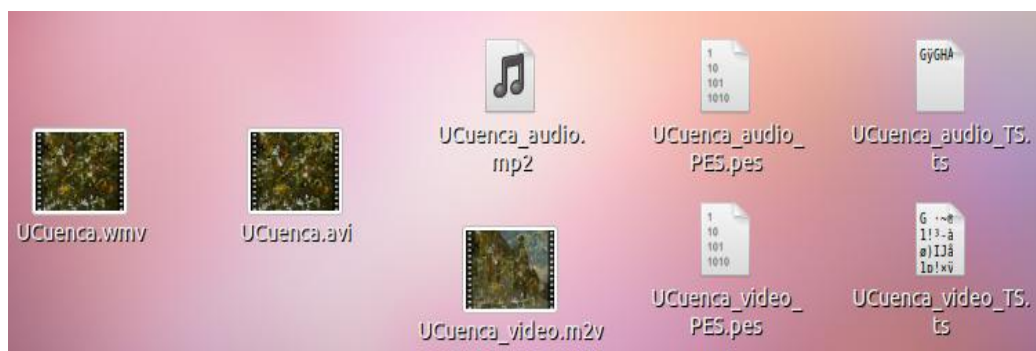 UCuenca.wmv
UCuenca.avi
UCuenca_audio.
mp2
UCuenca_video.m2v
1
10
101
1010
UCuenca_audio_
PES.pes
1
10
101
1010
UCuenca_video_
PES.pes
GÿGHA
UCuenca_audio_TS.
ts
UCuenca_video_TS.
ts